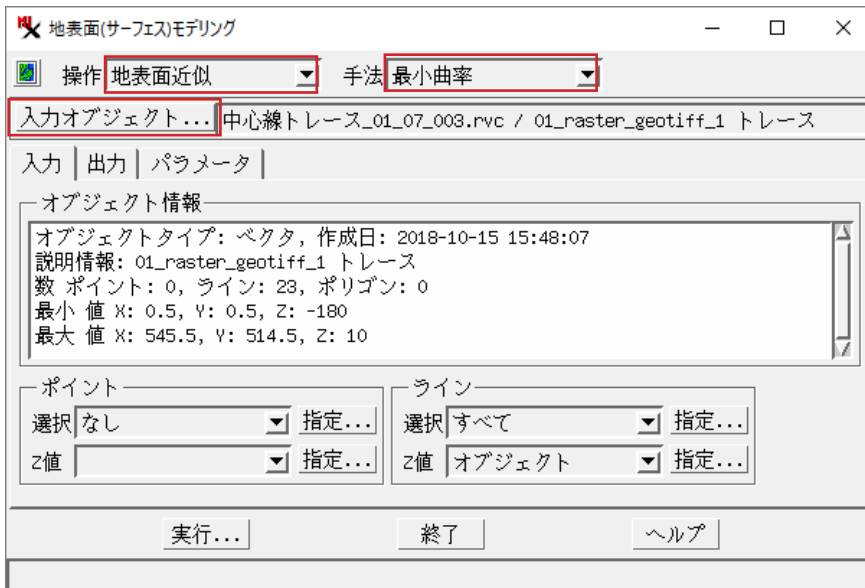 地表面(サーフェス)モデリング
操作 地表面近似 手法 最小曲率
入力オブジェクト... 中心線トレース_01_07_003.rvc / 01_raster_geotiff_1 トレース
入力 出力 パラメータ
オブジェクト情報
オブジェクトタイプ: ベクタ, 作成日: 2018-10-15 15:48:07
説明情報: 01_raster_geotiff_1 トレース
数 ポイント: 0, ライン: 23, ポリゴン: 0
最小 値 X: 0.5, Y: 0.5, Z: -180
最大 値 X: 545.5, Y: 514.5, Z: 10
ポイント ライン
選択 なし 指定... 選択 すべて 指定...
Z値 指定... Z値 オブジェクト 指定...
実行... 終了 ヘルプ